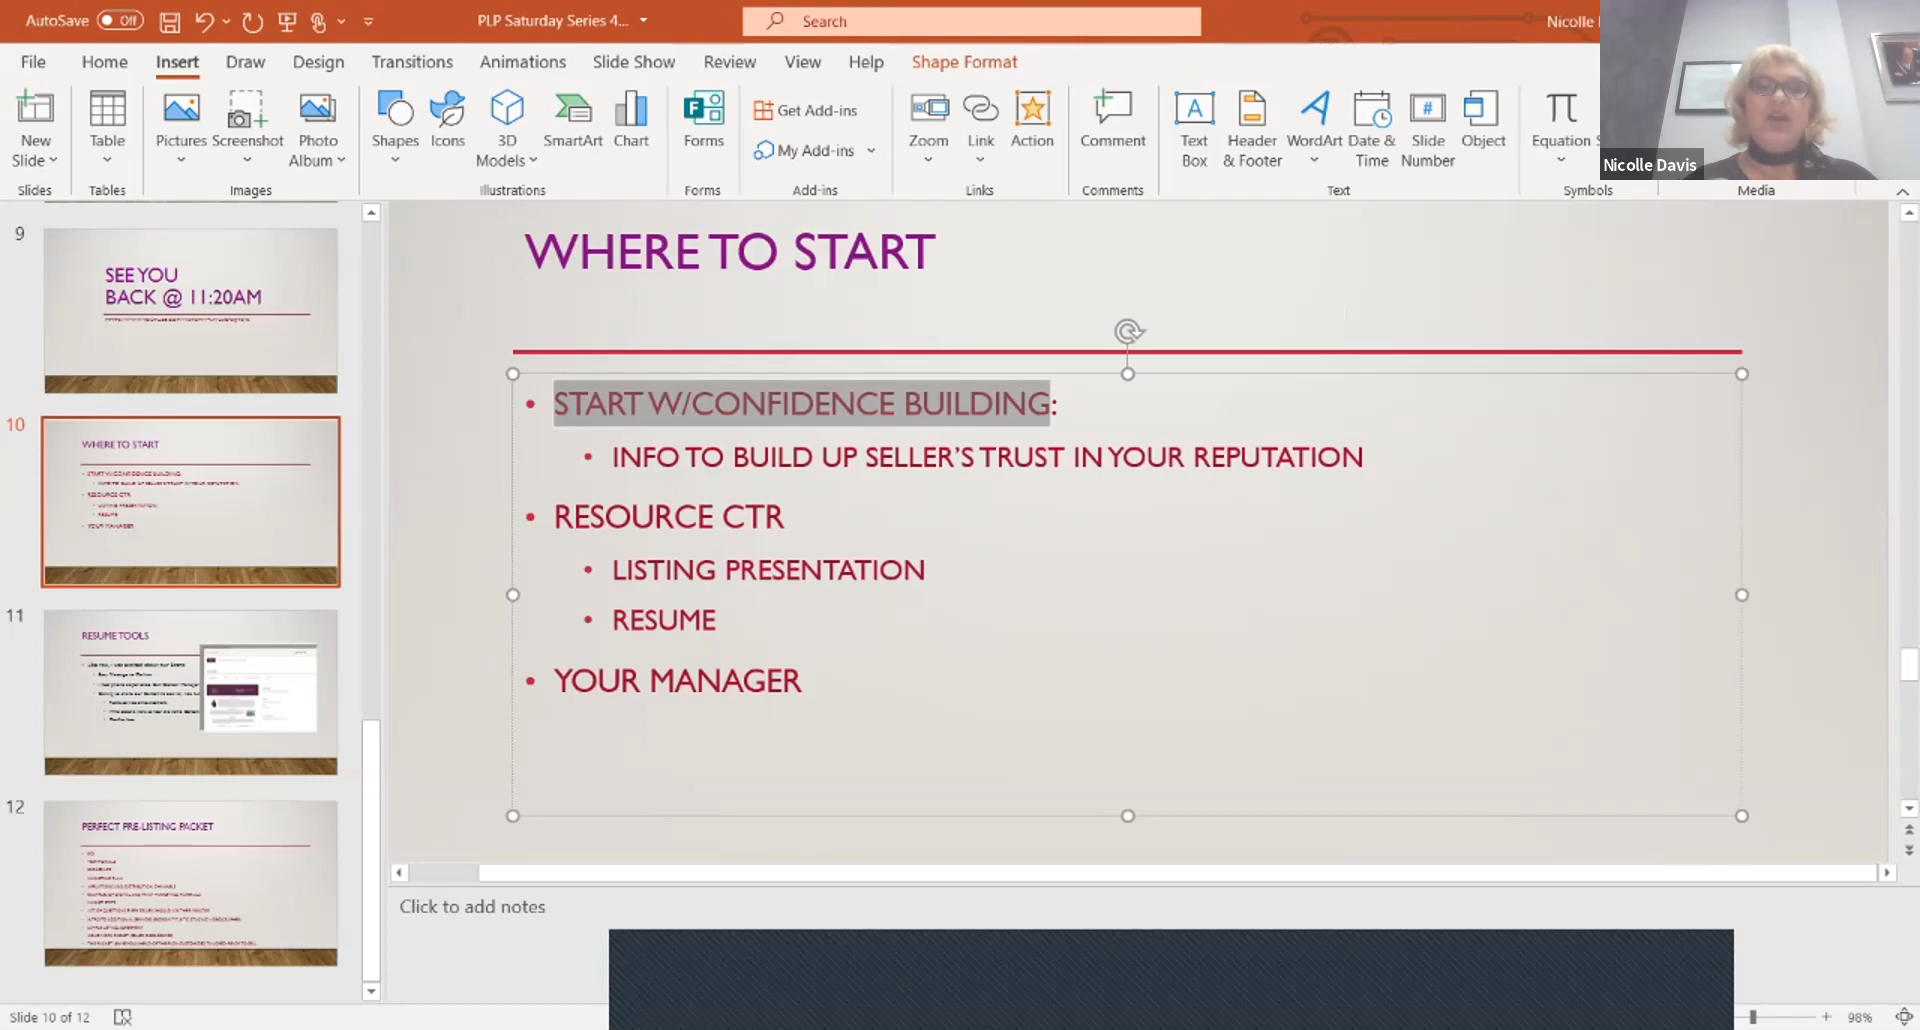 AutoSave Off PLP Saturday Series 4... Search Nicolle
File Home Insert Draw Design Transitions Animations Slide Show Review View Help Shape Format
New Slide Table Pictures Screenshot Photo Album Shapes Icons 3D Models SmartArt Chart Forms Get Add-ins My Add-ins Zoom Link Action Comment Text Box Header & Footer WordArt Date & Time Slide Number Object Equation
Nicolle Davis
Slides Tables Images Illustrations Forms Add-ins Links Comments Text Symbols Media
9
SEE YOU
BACK @ 11:20AM
10
WHERE TO START
START W/CONFIDENCE BUILDING:
INFO TO BUILD UP SELLER'S TRUST IN YOUR REPUTATION
RESOURCE CTR
LISTING PRESENTATION
RESUME
YOUR MANAGER
11
RESUME TOOLS
12
PERFECT PRE-LISTING PACKET
WHERE TO START
• START W/CONFIDENCE BUILDING:
• INFO TO BUILD UP SELLER'S TRUST IN YOUR REPUTATION
• RESOURCE CTR
• LISTING PRESENTATION
• RESUME
• YOUR MANAGER
Click to add notes
Slide 10 of 12
98%